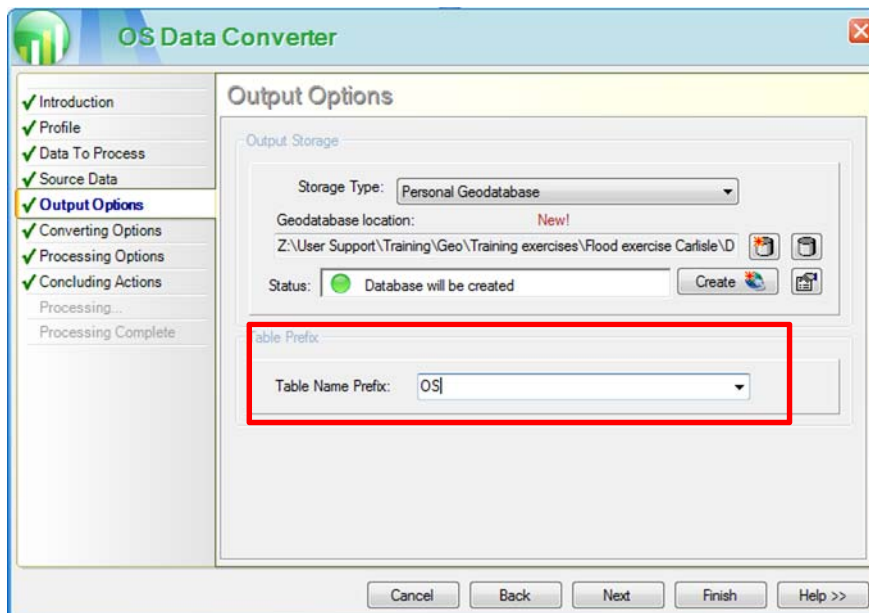 OS Data Converter
Introduction
Profile
Data To Process
Source Data
Output Options
Converting Options
Processing Options
Concluding Actions
Processing...
Processing Complete
Output Options
Output Storage
Storage Type: Personal Geodatabase
Geodatabase location: New!
Z:\User Support\Training\Geo\Training exercises\Flood exercise Carlisle\D
Status: Database will be created Create
Table Prefix
Table Name Prefix: OS
Cancel Back Next Finish Help >>